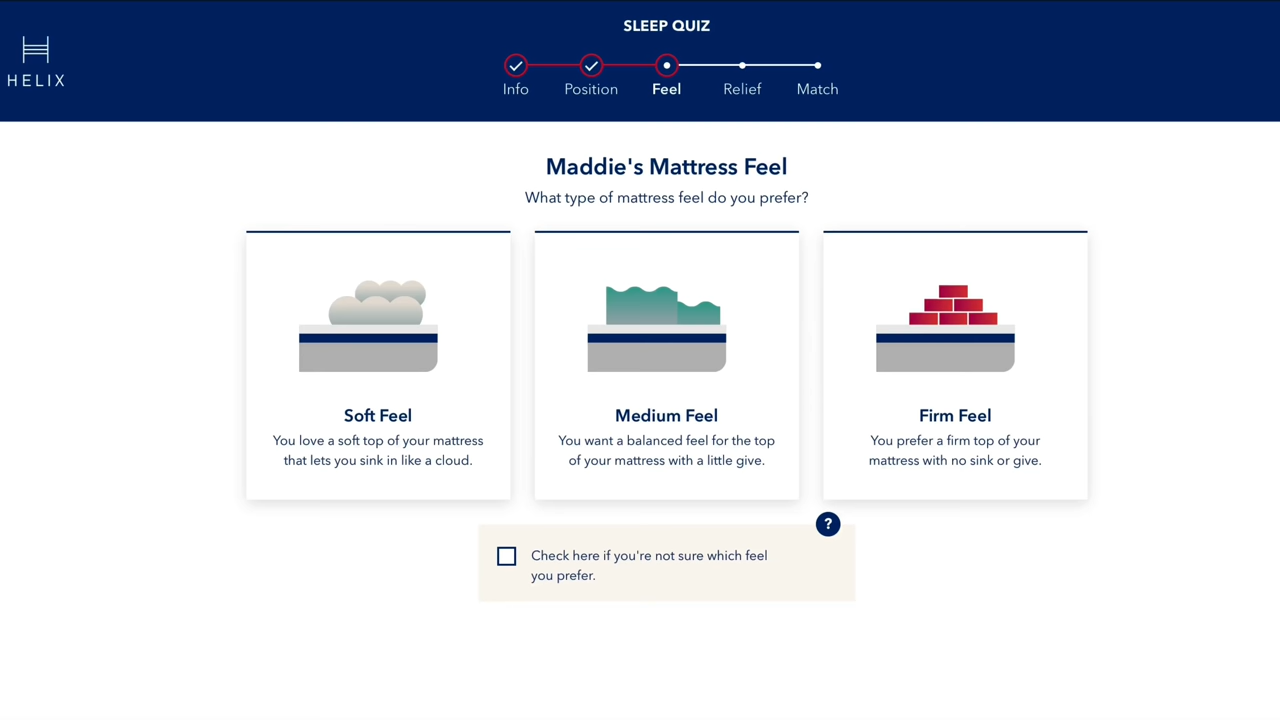 SLEEP QUIZ
HELIX
Info
Position
Feel
Relief
Match
Maddie's Mattress Feel
What type of mattress feel do you prefer?
Soft Feel
You love a soft top of your mattress
that lets you sink in like a cloud.
Medium Feel
You want a balanced feel for the top
of your mattress with a little give.
Firm Feel
You prefer a firm top of your
mattress with no sink or give.
?
Check here if you're not sure which feel
you prefer.